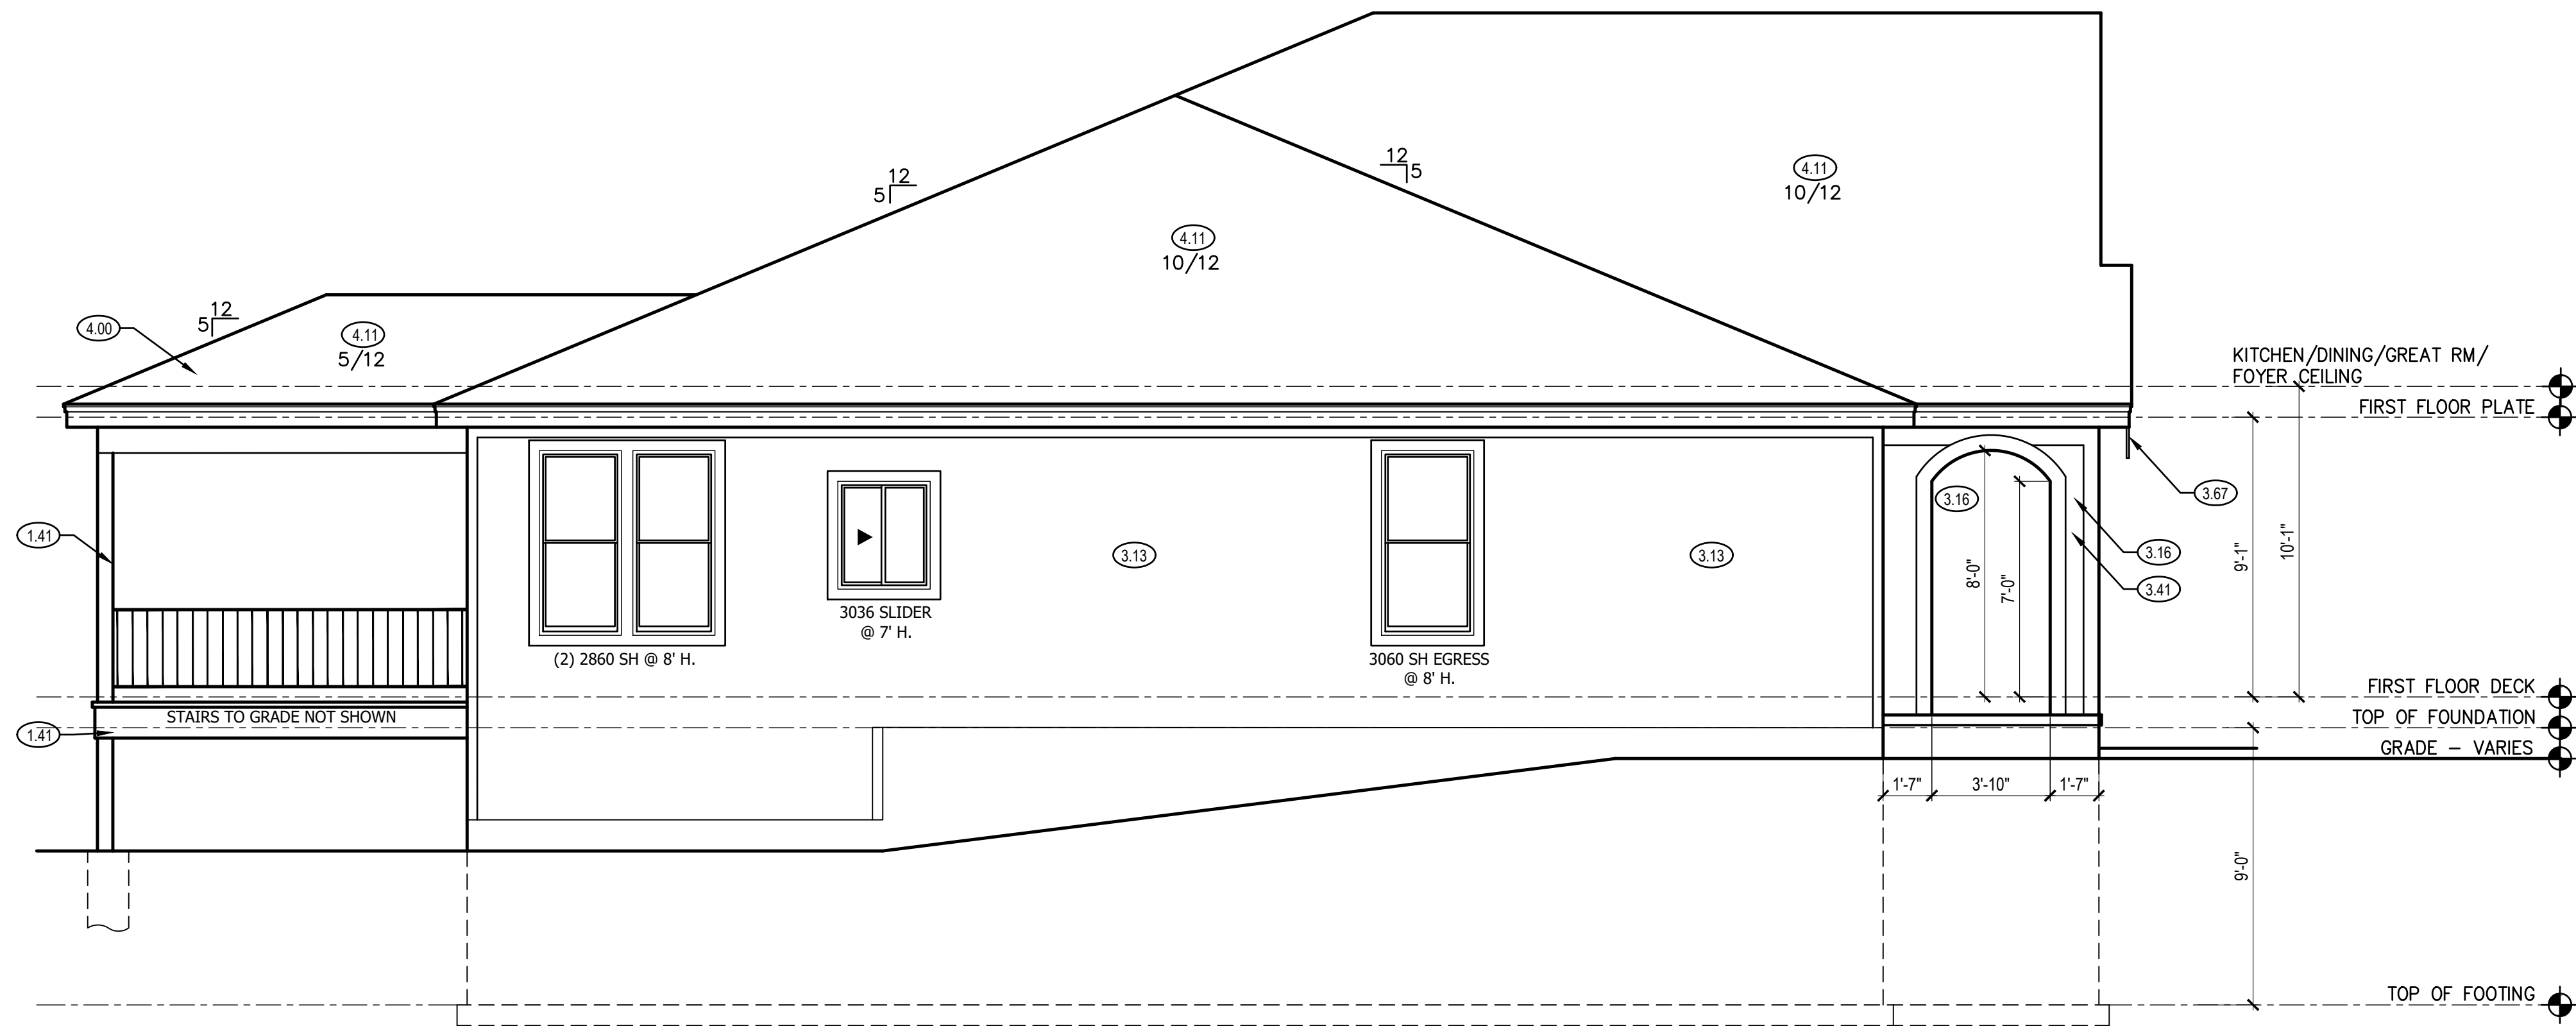 12
5
12
5
4.11
10/12
4.11
10/12
12
5
4.00
4.11
5/12
KITCHEN/DINING/GREAT RM/
FOYER CEILING
FIRST FLOOR PLATE
3.16
3.67
1.41
3.13
3.13
3.16
3.41
8'-0"
7'-0"
9'-1"
10'-1"
3036 SLIDER
@ 7' H.
(2) 2860 SH @ 8' H.
3060 SH EGRESS
@ 8' H.
FIRST FLOOR DECK
STAIRS TO GRADE NOT SHOWN
TOP OF FOUNDATION
1.41
GRADE – VARIES
1'-7"
3'-10"
1'-7"
9'-0"
TOP OF FOOTING